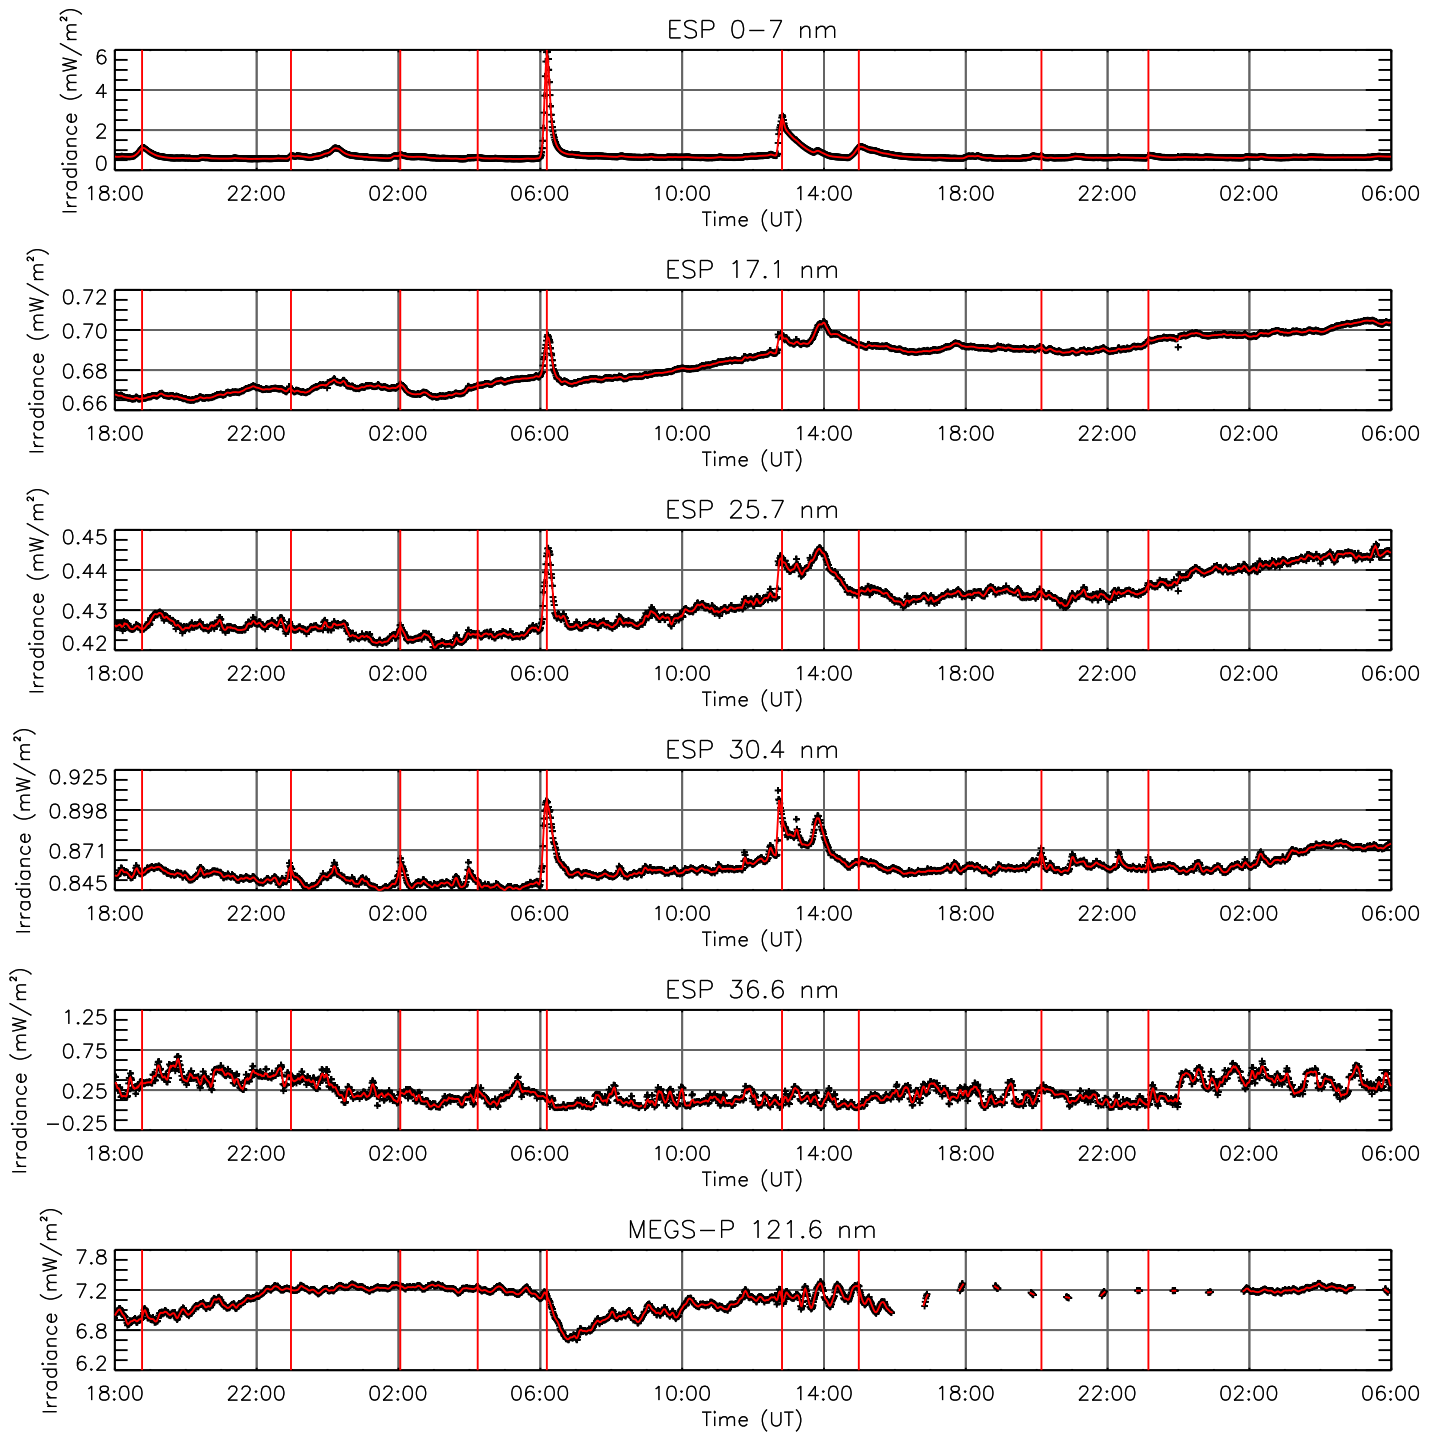 ESP 0-7 nm
Irradiance (mW/m²)
6
4
2
0
18:00 22:00 02:00 06:00 10:00 14:00 18:00 22:00 02:00 06:00
Time (UT)
ESP 17.1 nm
Irradiance (mW/m²)
0.72
0.70
0.68
0.66
18:00 22:00 02:00 06:00 10:00 14:00 18:00 22:00 02:00 06:00
Time (UT)
ESP 25.7 nm
Irradiance (mW/m²)
0.45
0.44
0.43
0.42
18:00 22:00 02:00 06:00 10:00 14:00 18:00 22:00 02:00 06:00
Time (UT)
ESP 30.4 nm
Irradiance (mW/m²)
0.925
0.898
0.871
0.845
18:00 22:00 02:00 06:00 10:00 14:00 18:00 22:00 02:00 06:00
Time (UT)
ESP 36.6 nm
Irradiance (mW/m²)
1.25
0.75
0.25
-0.25
18:00 22:00 02:00 06:00 10:00 14:00 18:00 22:00 02:00 06:00
Time (UT)
MEGS-P 121.6 nm
Irradiance (mW/m²)
7.8
7.2
6.8
6.2
18:00 22:00 02:00 06:00 10:00 14:00 18:00 22:00 02:00 06:00
Time (UT)